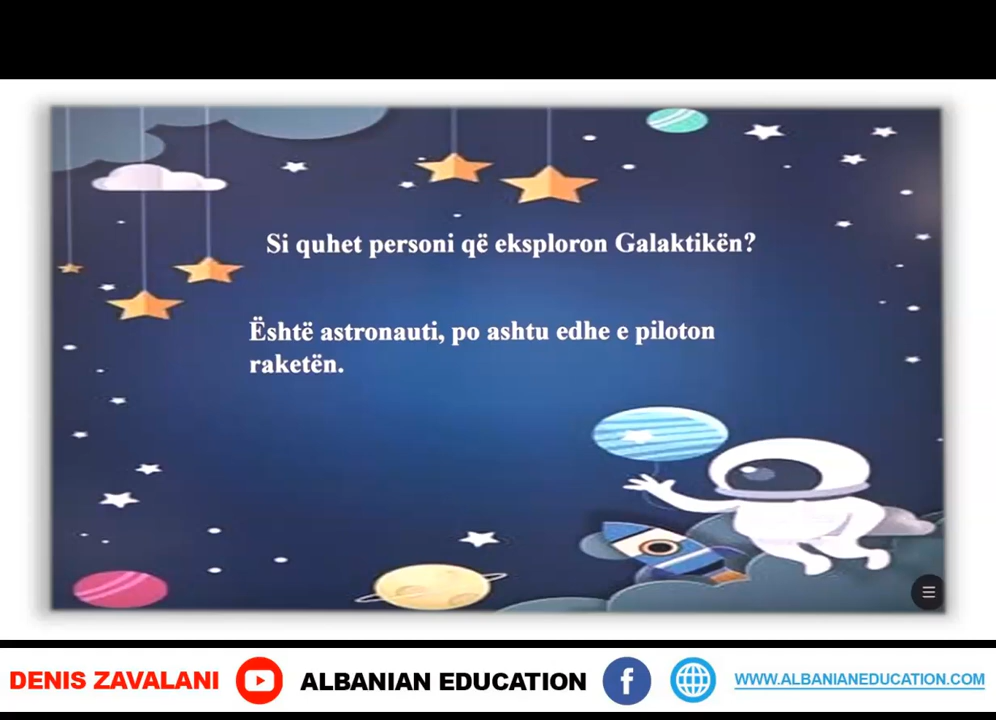 Si quhet personi që eksploron Galaktikën?
Është astronauti, po ashtu edhe e piloton
raketën.
DENIS ZAVALANI ALBANIAN EDUCATION f WWW.ALBANIANEDUCATION.COM